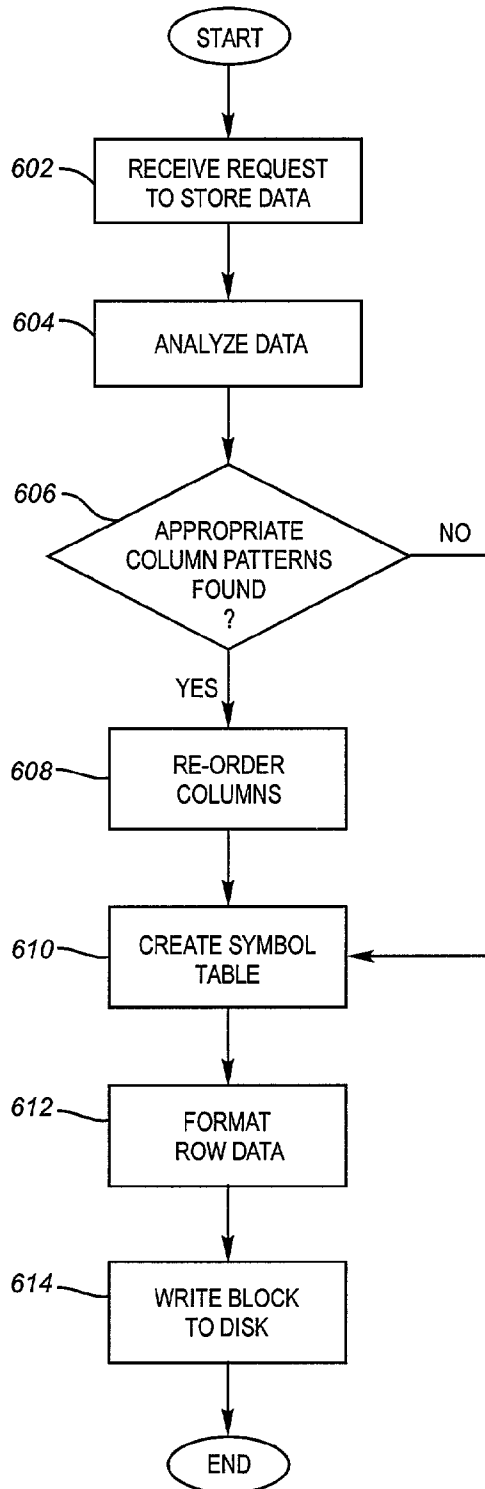 START
602
RECEIVE REQUEST
TO STORE DATA
604
ANALYZE DATA
606
APPROPRIATE
COLUMN PATTERNS
FOUND
?
NO
YES
608
RE-ORDER
COLUMNS
610
CREATE SYMBOL
TABLE
612
FORMAT
ROW DATA
614
WRITE BLOCK
TO DISK
END